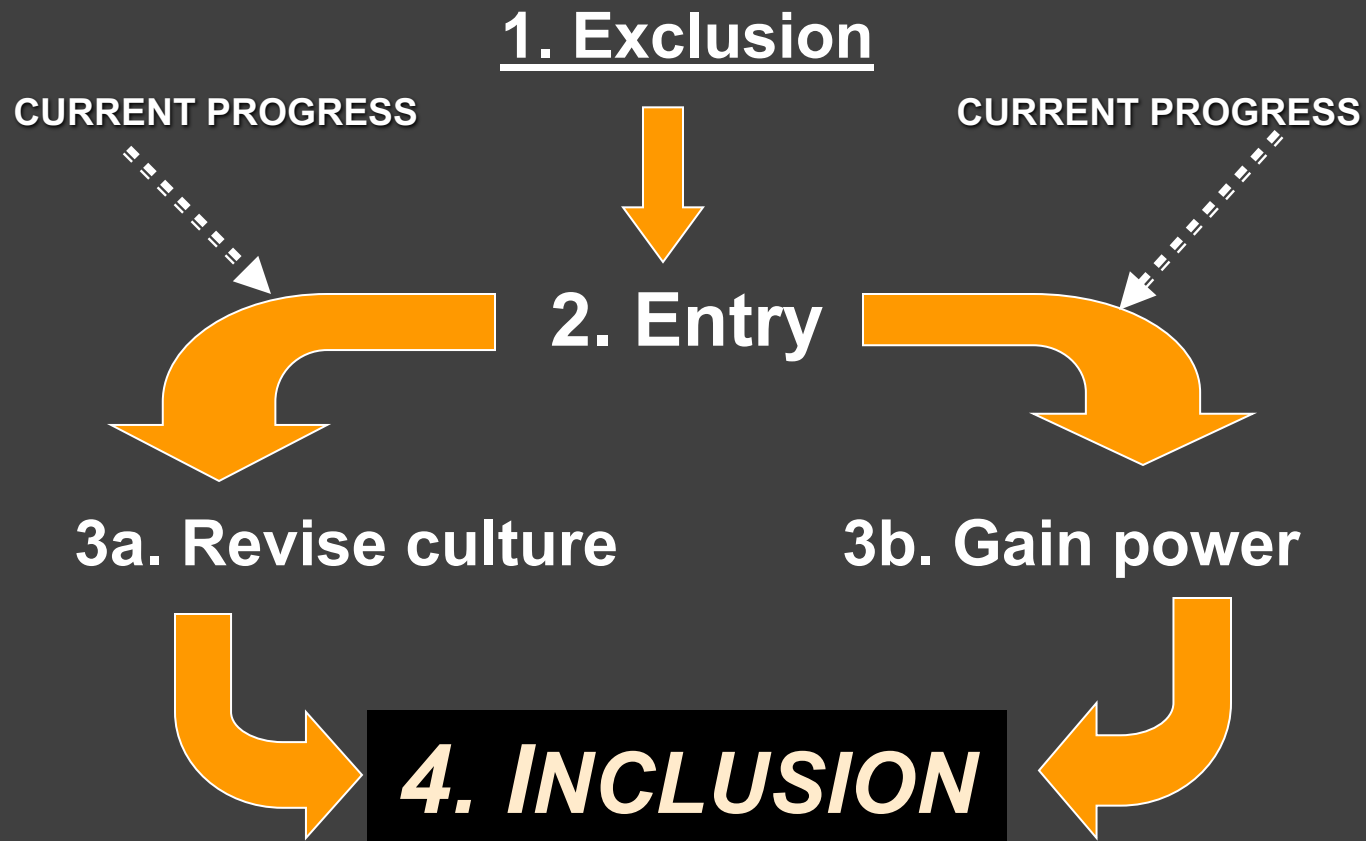 1. Exclusion
CURRENT PROGRESS
CURRENT PROGRESS
2. Entry
3a. Revise culture
3b. Gain power
4. INCLUSION